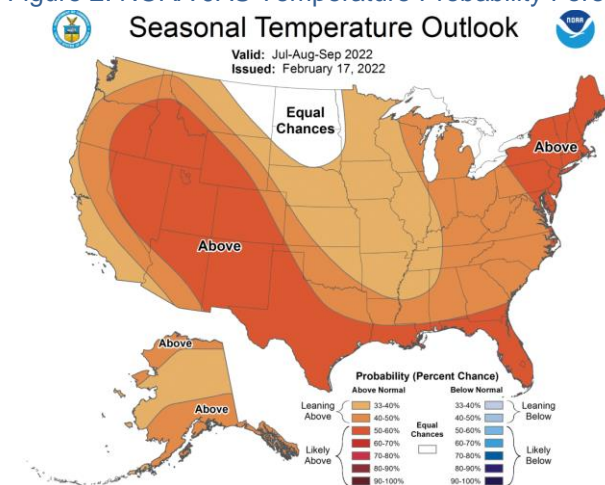 Seasonal Temperature Outlook
Valid: Jul-Aug-Sep 2022
Issued: February 17, 2022
NOAA
Equal
Chances
Above
Above
Above
Above
Probability (Percent Chance)
Above Normal
Below Normal
Leaning
Above
33-40%
40-50%
Likely
Above
50-60%
60-70%
70-80%
80-90%
90-100%
Equal
Chances
33-40%
40-50%
Leaning
Below
50-60%
60-70%
70-80%
80-90%
90-100%
Likely
Below